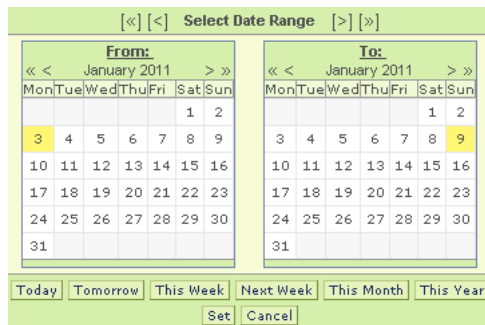 [«] [<] Select Date Range [>] [»]
From: To:
« < January 2011 > » « < January 2011 > »
Mon Tue Wed Thu Fri Sat Sun Mon Tue Wed Thu Fri Sat Sun
1 2 1 2
3 4 5 6 7 8 9 3 4 5 6 7 8 9
10 11 12 13 14 15 16 10 11 12 13 14 15 16
17 18 19 20 21 22 23 17 18 19 20 21 22 23
24 25 26 27 28 29 30 24 25 26 27 28 29 30
31 31
Today Tomorrow This Week Next Week This Month This Year
Set Cancel